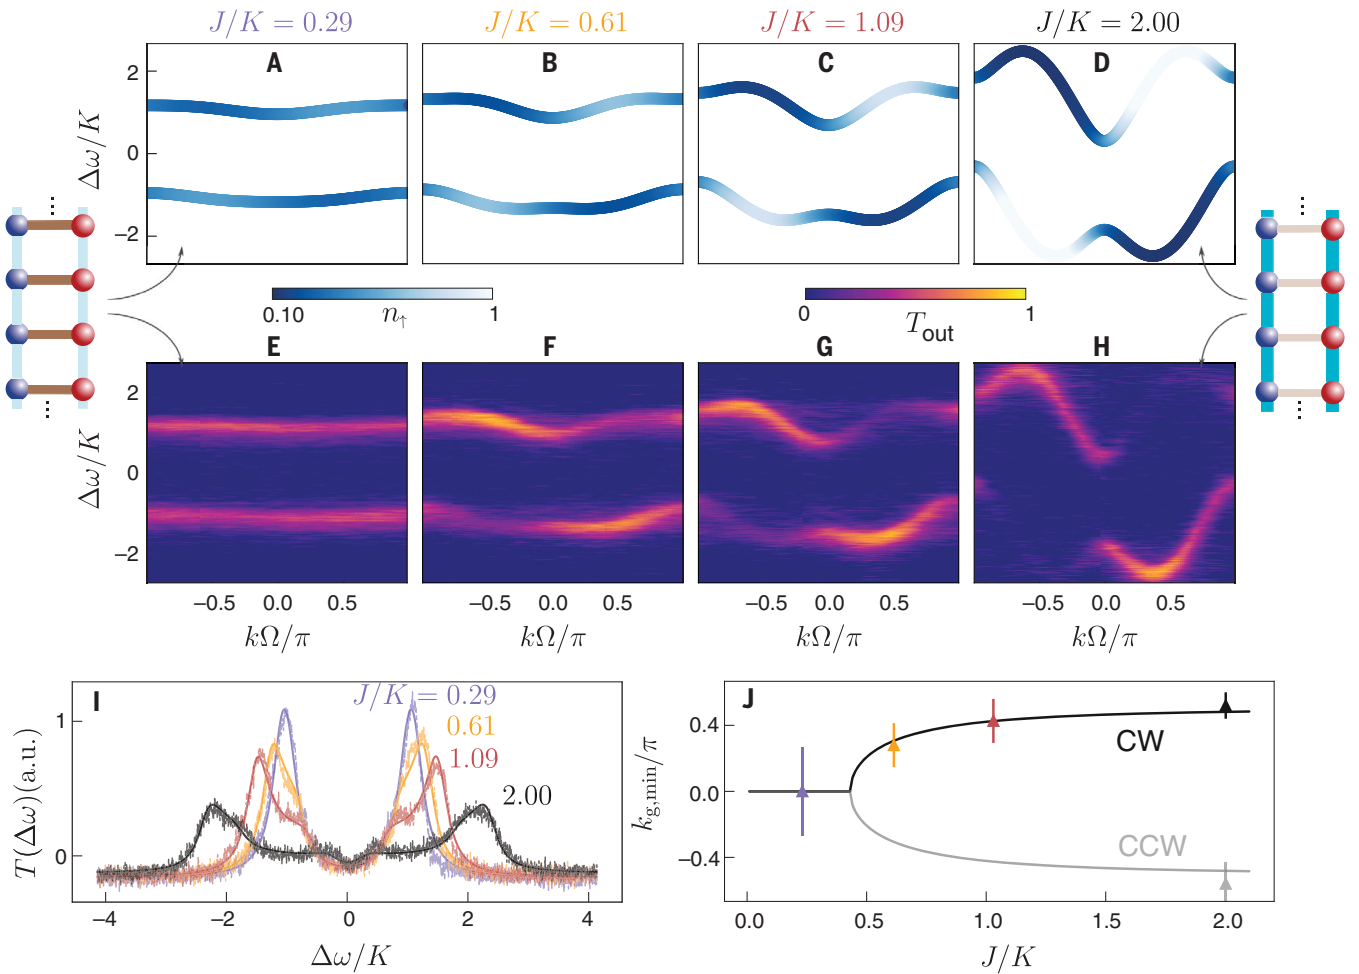 J/K = 0.29 J/K = 0.61 J/K = 1.09 J/K = 2.00
A B C D
2
0
−2
Δω/K
0.10 n↑ 1
0 T_out 1
E F G H
2
0
−2
Δω/K
−0.5 0.0 0.5 −0.5 0.0 0.5 −0.5 0.0 0.5 −0.5 0.0 0.5
kΩ/π kΩ/π kΩ/π kΩ/π
I
J/K = 0.29
0.61
1.09
2.00
1
0
T(Δω)(a.u.)
−4 −2 0 2 4
Δω/K
J
0.4
0.0
−0.4
k_g,min/π
CW
CCW
0.0 0.5 1.0 1.5 2.0
J/K